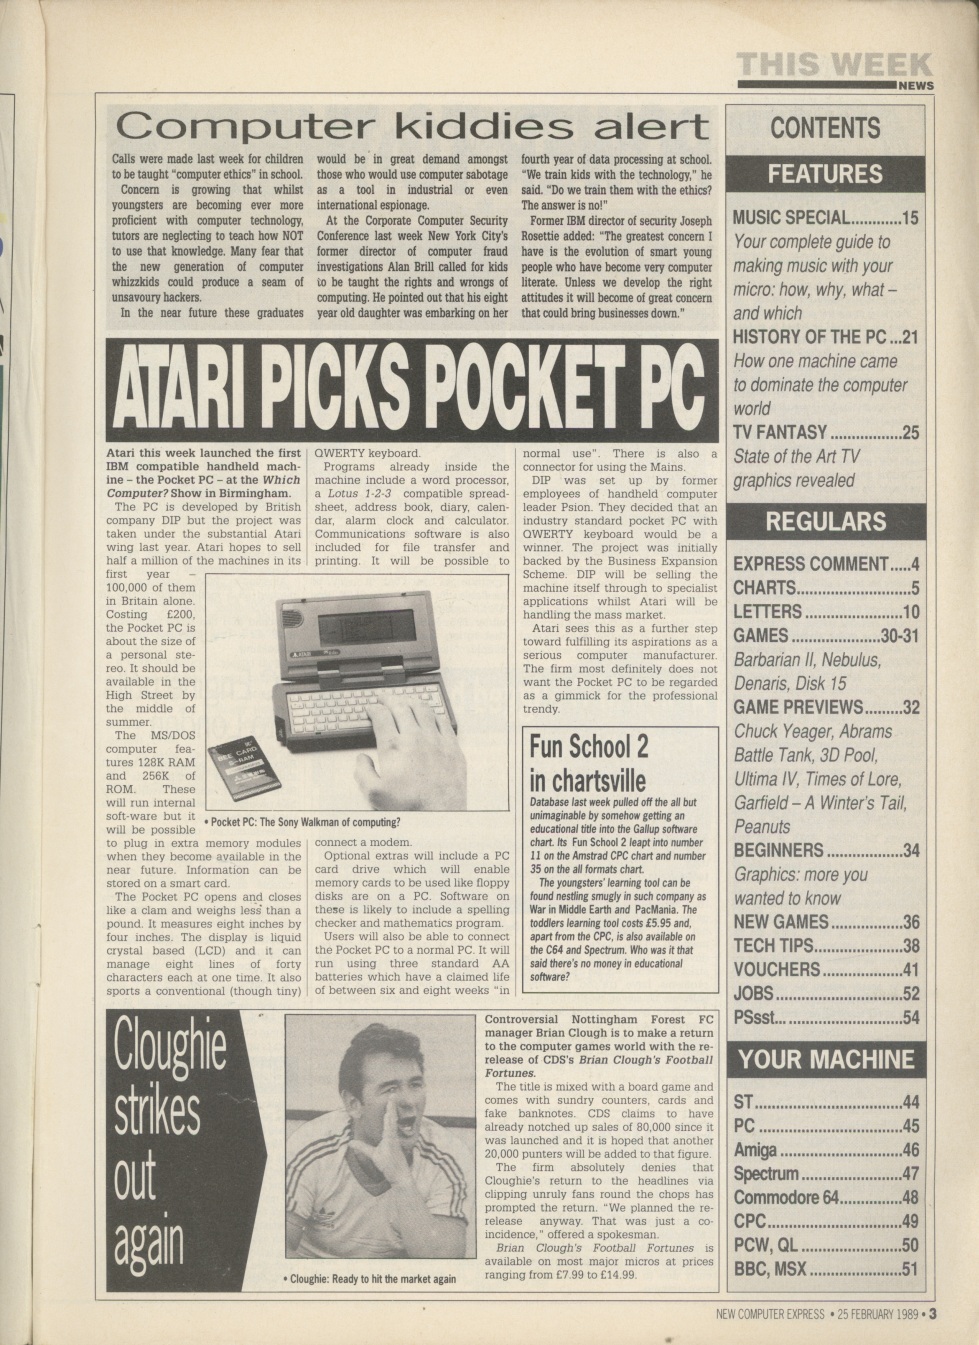 THIS WEEK
NEWS
Computer kiddies alert
Calls were made last week for children
to be taught “computer ethics” in school.
Concern is growing that whilst
youngsters are becoming ever more
proficient with computer technology,
tutors are neglecting to teach how NOT
to use that knowledge. Many fear that
the new generation of computer
whizzkids could produce a seam of
unsavoury hackers.
In the near future these graduates
would be in great demand amongst
those who would use computer sabotage
as a tool in industrial or even
international espionage.
At the Corporate Computer Security
Conference last week New York City's
former director of computer fraud
investigations Alan Brill called for kids
to be taught the rights and wrongs of
computing. He pointed out that his eight
year old daughter was embarking on her
fourth year of data processing at school.
“We train kids with the technology,” he
said. “Do we train them with the ethics?
The answer is no!”
Former IBM director of security Joseph
Rosettie added: “The greatest concern I
have is the evolution of smart young
people who have become very computer
literate. Unless we develop the right
attitudes it will become of great concern
that could bring businesses down.”
ATARI PICKS POCKET PC
Atari this week launched the first
IBM compatible handheld mach-
ine – the Pocket PC – at the Which
Computer? Show in Birmingham.
The PC is developed by British
company DIP but the project was
taken under the substantial Atari
wing last year. Atari hopes to sell
half a million of the machines in its
first year –
100,000 of them
in Britain alone.
Costing £200,
the Pocket PC is
about the size of
a personal ste-
reo. It should be
available in the
High Street by
the middle of
summer.
The MS/DOS
computer fea-
tures 128K RAM
and 256K of
ROM. These
will run internal
soft-ware but it
will be possible
to plug in extra memory modules
when they become available in the
near future. Information can be
stored on a smart card.
The Pocket PC opens and closes
like a clam and weighs less than a
pound. It measures eight inches by
four inches. The display is liquid
crystal based (LCD) and it can
manage eight lines of forty
characters each at one time. It also
sports a conventional (though tiny)
QWERTY keyboard.
Programs already inside the
machine include a word processor,
a Lotus 1-2-3 compatible spread-
sheet, address book, diary, calen-
dar, alarm clock and calculator.
Communications software is also
included for file transfer and
printing. It will be possible to
ATARI
BEE CARD
S-RAM
• Pocket PC: The Sony Walkman of computing?
connect a modem.
Optional extras will include a PC
card drive which will enable
memory cards to be used like floppy
disks are on a PC. Software on
these is likely to include a spelling
checker and mathematics program.
Users will also be able to connect
the Pocket PC to a normal PC. It will
run using three standard AA
batteries which have a claimed life
of between six and eight weeks “in
normal use”. There is also a
connector for using the Mains.
DIP was set up by former
employees of handheld computer
leader Psion. They decided that an
industry standard pocket PC with
QWERTY keyboard would be a
winner. The project was initially
backed by the Business Expansion
Scheme. DIP will be selling the
machine itself through to specialist
applications whilst Atari will be
handling the mass market.
Atari sees this as a further step
toward fulfilling its aspirations as a
serious computer manufacturer.
The firm most definitely does not
want the Pocket PC to be regarded
as a gimmick for the professional
trendy.
Fun School 2
in chartsville
Database last week pulled off the all but
unimaginable by somehow getting an
educational title into the Gallup software
chart. Its Fun School 2 leapt into number
11 on the Amstrad CPC chart and number
35 on the all formats chart.
The youngsters' learning tool can be
found nestling smugly in such company as
War in Middle Earth and PacMania. The
toddlers learning tool costs £5.95 and,
apart from the CPC, is also available on
the C64 and Spectrum. Who was it that
said there's no money in educational
software?
Cloughie
strikes
out
again
• Cloughie: Ready to hit the market again
Controversial Nottingham Forest FC
manager Brian Clough is to make a return
to the computer games world with the re-
release of CDS's Brian Clough's Football
Fortunes.
The title is mixed with a board game and
comes with sundry counters, cards and
fake banknotes. CDS claims to have
already notched up sales of 80,000 since it
was launched and it is hoped that another
20,000 punters will be added to that figure.
The firm absolutely denies that
Cloughie's return to the headlines via
clipping unruly fans round the chops has
prompted the return. “We planned the re-
release anyway. That was just a co-
incidence,” offered a spokesman.
Brian Clough's Football Fortunes is
available on most major micros at prices
ranging from £7.99 to £14.99.
CONTENTS
FEATURES
MUSIC SPECIAL............15
Your complete guide to
making music with your
micro: how, why, what –
and which
HISTORY OF THE PC ...21
How one machine came
to dominate the computer
world
TV FANTASY .................25
State of the Art TV
graphics revealed
REGULARS
EXPRESS COMMENT.....4
CHARTS...........................5
LETTERS .......................10
GAMES .....................30-31
Barbarian II, Nebulus,
Denaris, Disk 15
GAME PREVIEWS.........32
Chuck Yeager, Abrams
Battle Tank, 3D Pool,
Ultima IV, Times of Lore,
Garfield – A Winter's Tail,
Peanuts
BEGINNERS ..................34
Graphics: more you
wanted to know
NEW GAMES .................36
TECH TIPS.....................38
VOUCHERS ...................41
JOBS ..............................52
PSsst... ...........................54
YOUR MACHINE
ST...................................44
PC ..................................45
Amiga .............................46
Spectrum ........................47
Commodore 64...............48
CPC................................49
PCW, QL ........................50
BBC, MSX ......................51
NEW COMPUTER EXPRESS • 25 FEBRUARY 1989 • 3